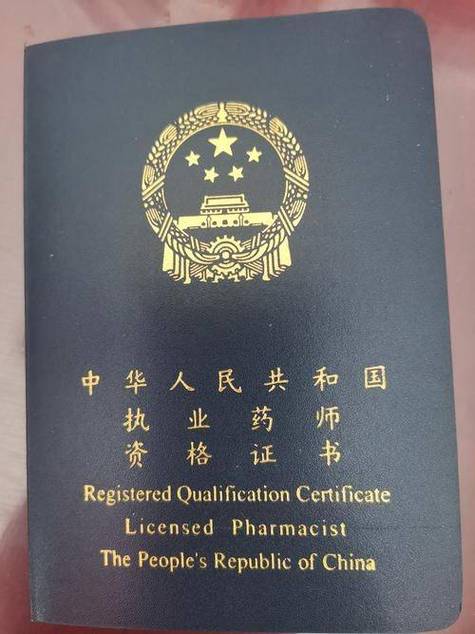 中华人民共和国
执业药师
资格证书
Registered Qualification Certificate
Licensed Pharmacist
The People's Republic of China